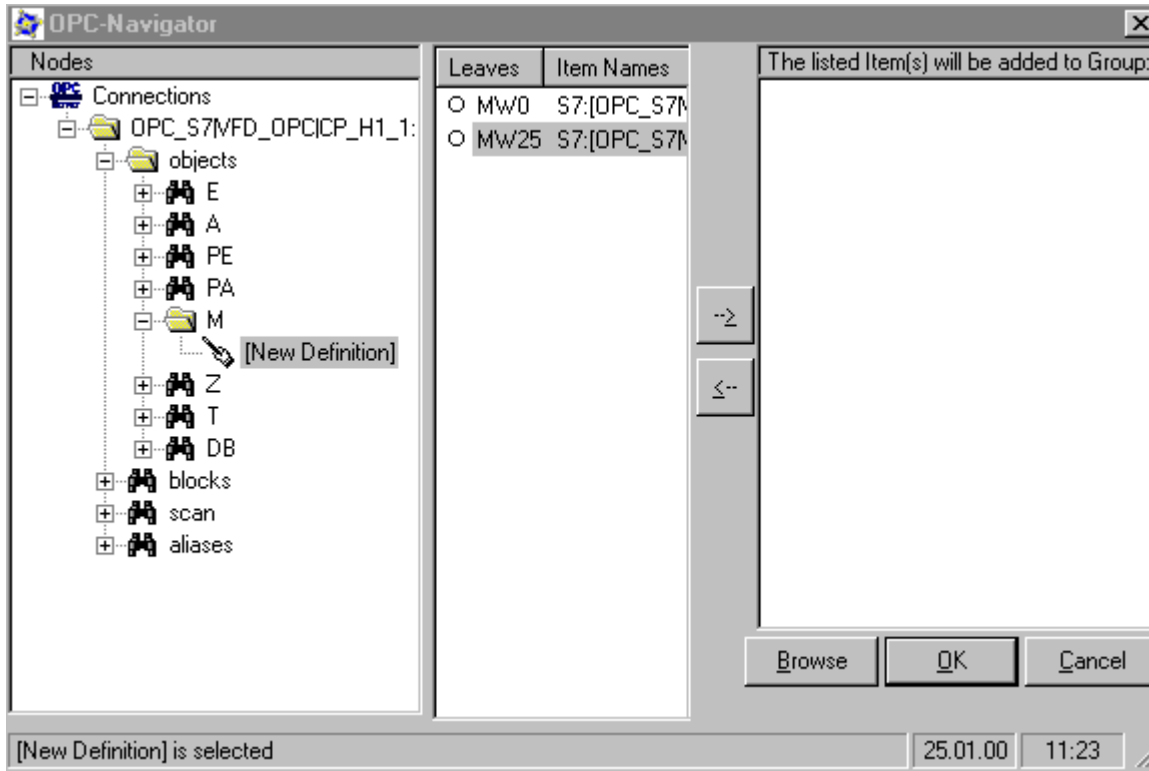 OPC-Navigator
Nodes
Connections
OPC_S7|VFD_OPC|CP_H1_1:
objects
E
A
PE
PA
M
[New Definition]
Z
T
DB
blocks
scan
aliases
Leaves Item Names
MW0 S7:[OPC_S7
MW25 S7:[OPC_S7
-->
<--
The listed Item(s) will be added to Group:
Browse OK Cancel
[New Definition] is selected 25.01.00 11:23